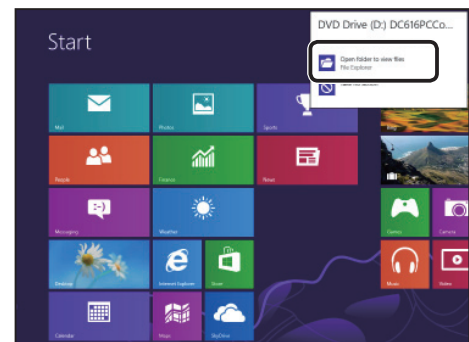 Start
DVD Drive (D:) DC616PCCo...
Open folder to view files
File Explorer
Mail
Photos
Sports
People
Finance
News
Messaging
Weather
Games
Camera
Desktop
Internet Explorer
Store
Music
Video
Calendar
Maps
SkyDrive